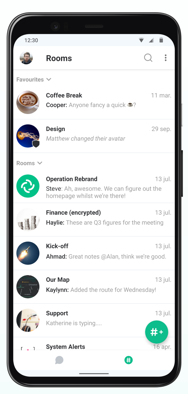 12:30
Rooms
Favourites
Coffee Break 11 mar.
Cooper: Anyone fancy a quick ☕?
Design 29 sep.
Matthew changed their avatar
Rooms
Operation Rebrand 13 jul.
Steve: Ah, awesome. We can figure out the
homepage whilst we're there!
Finance (encrypted) 13 jul.
Haylie: These are Q3 figures for the meeting
Kick-off 13 jul.
Ahmad: Great notes @Alan, think we're good.
Our Map 13 jul.
Kaylynn: Added the route for Wednesday!
Support 13 jul.
Katherine is typing…
System Alerts 16 apr.